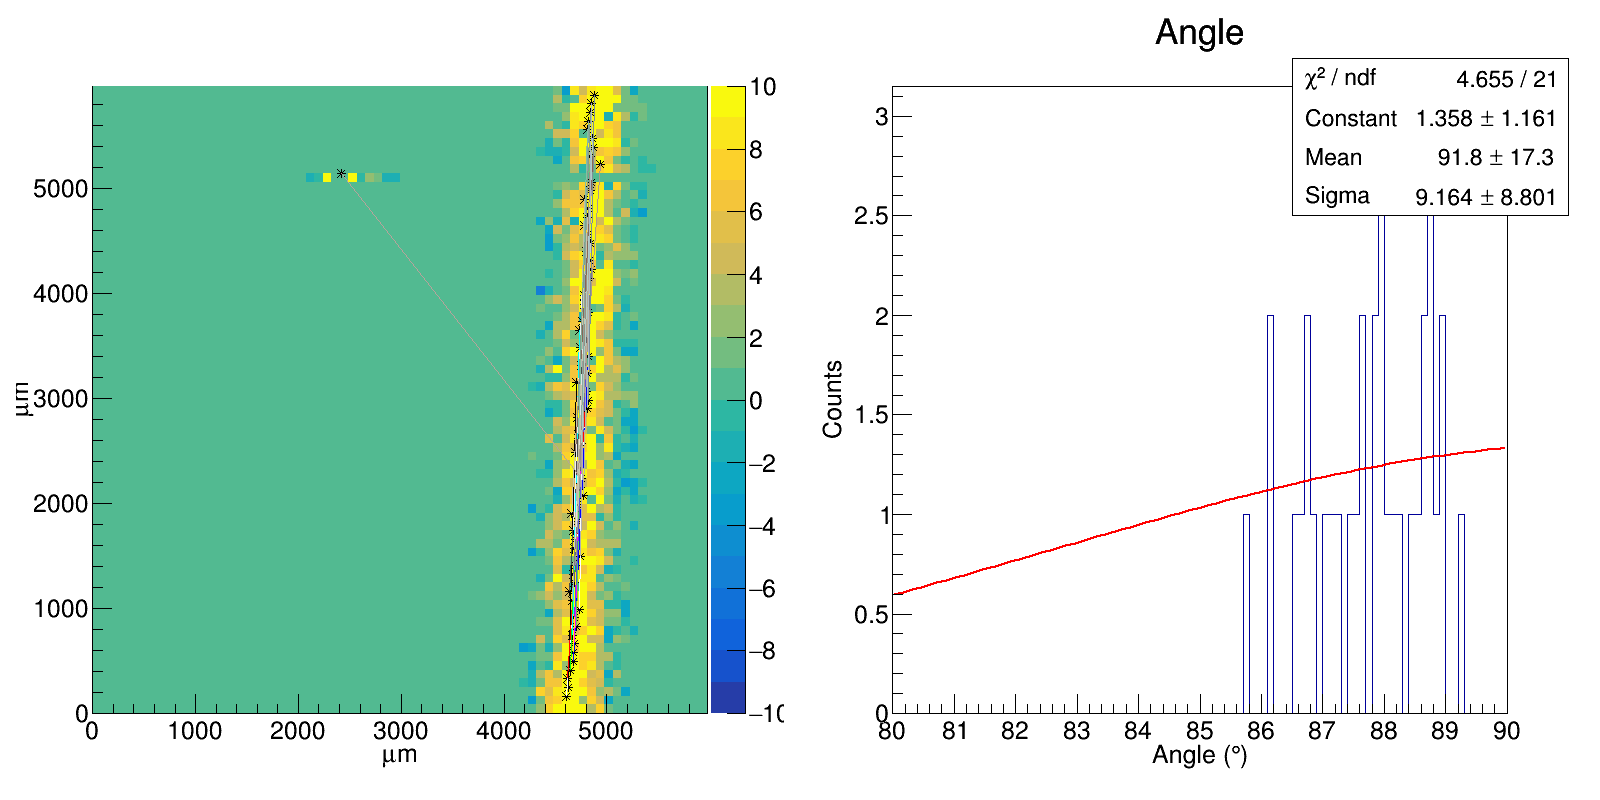 Angle
χ² / ndf 4.655 / 21
Constant 1.358 ± 1.161
Mean 91.8 ± 17.3
Sigma 9.164 ± 8.801
5000
4000
3000
2000
1000
0
μm
0 1000 2000 3000 4000 5000
μm
10
8
6
4
2
0
−2
−4
−6
−8
−10
3
2.5
2
1.5
1
0.5
0
Counts
80 81 82 83 84 85 86 87 88 89 90
Angle (°)